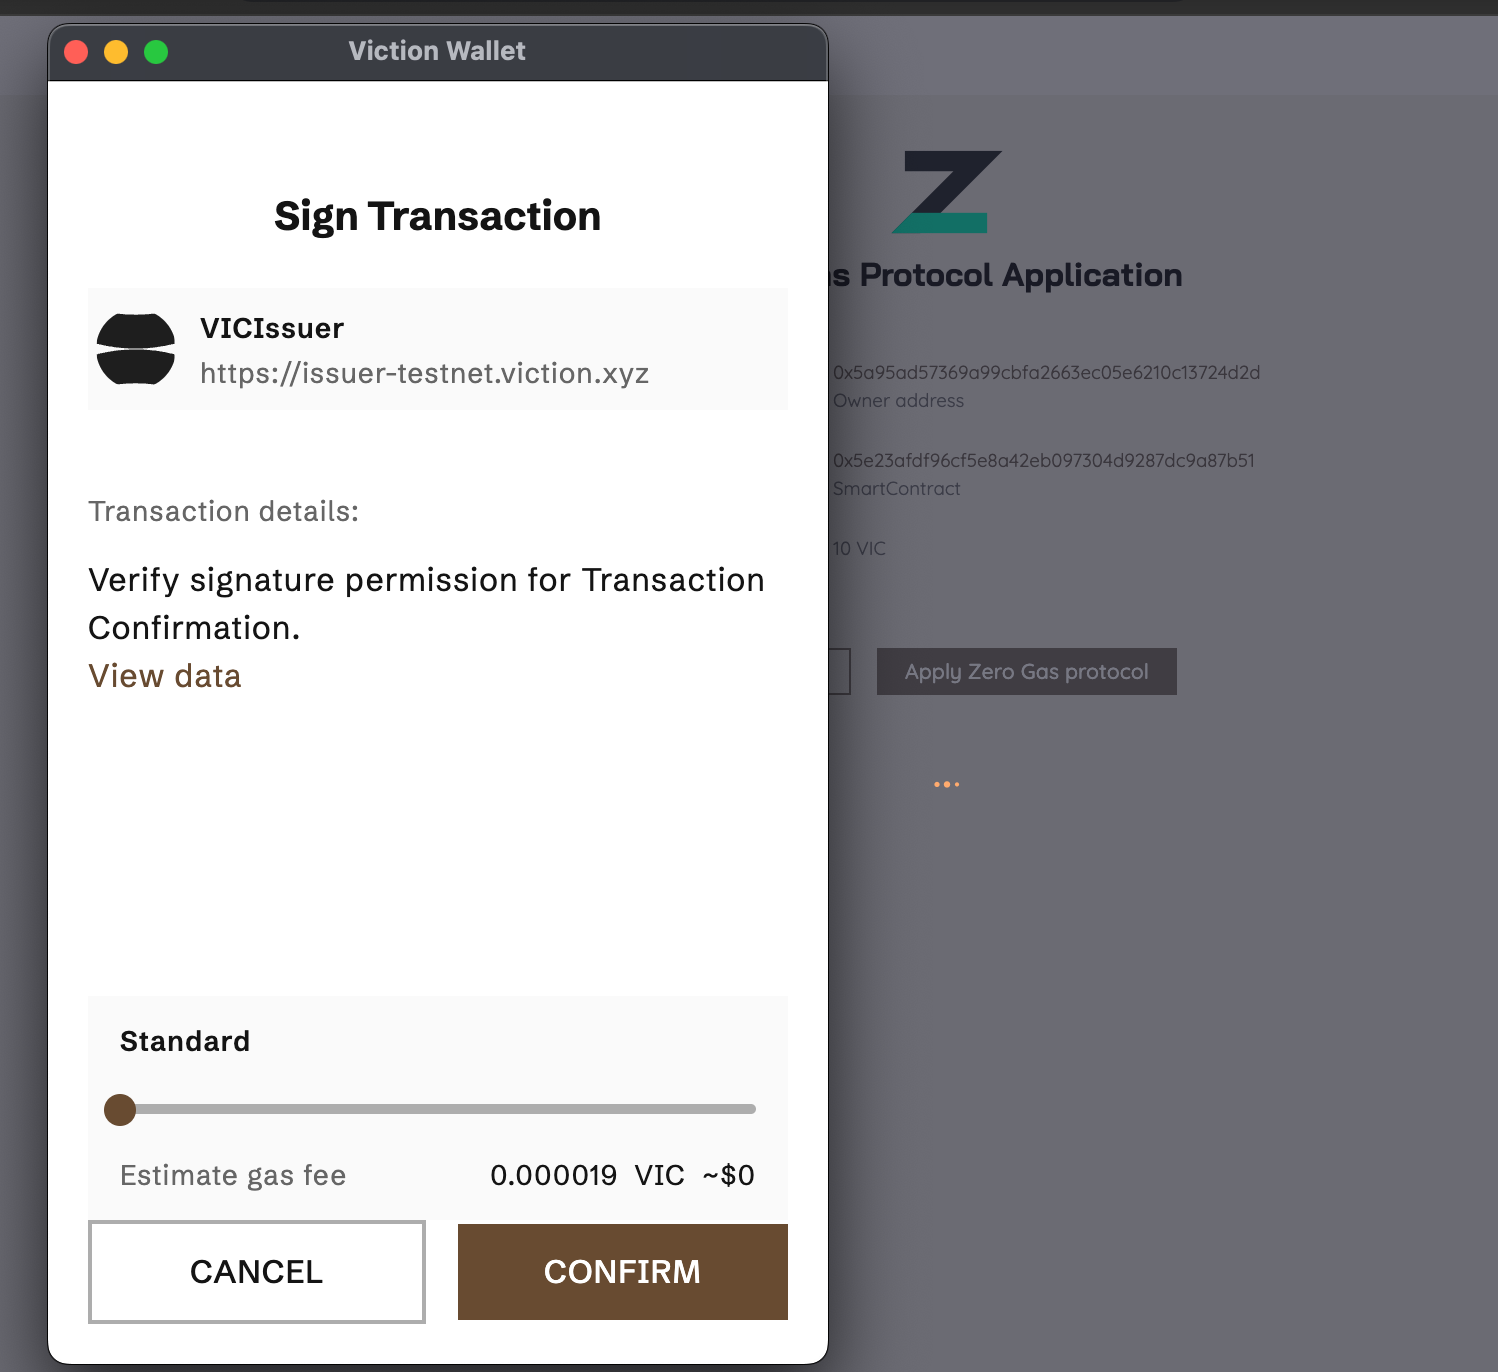 Viction Wallet
Sign Transaction
VICIssuer
https://issuer-testnet.viction.xyz
Transaction details:
Verify signature permission for Transaction
Confirmation.
View data
Standard
Estimate gas fee 0.000019 VIC ~$0
CANCEL CONFIRM
Protocol Application
0x5a95ad57369a99cbfa2663ec05e6210c13724d2d
Owner address
0x5e23afdf96cf5e8a42eb097304d9287dc9a87b51
SmartContract
10 VIC
Apply Zero Gas protocol